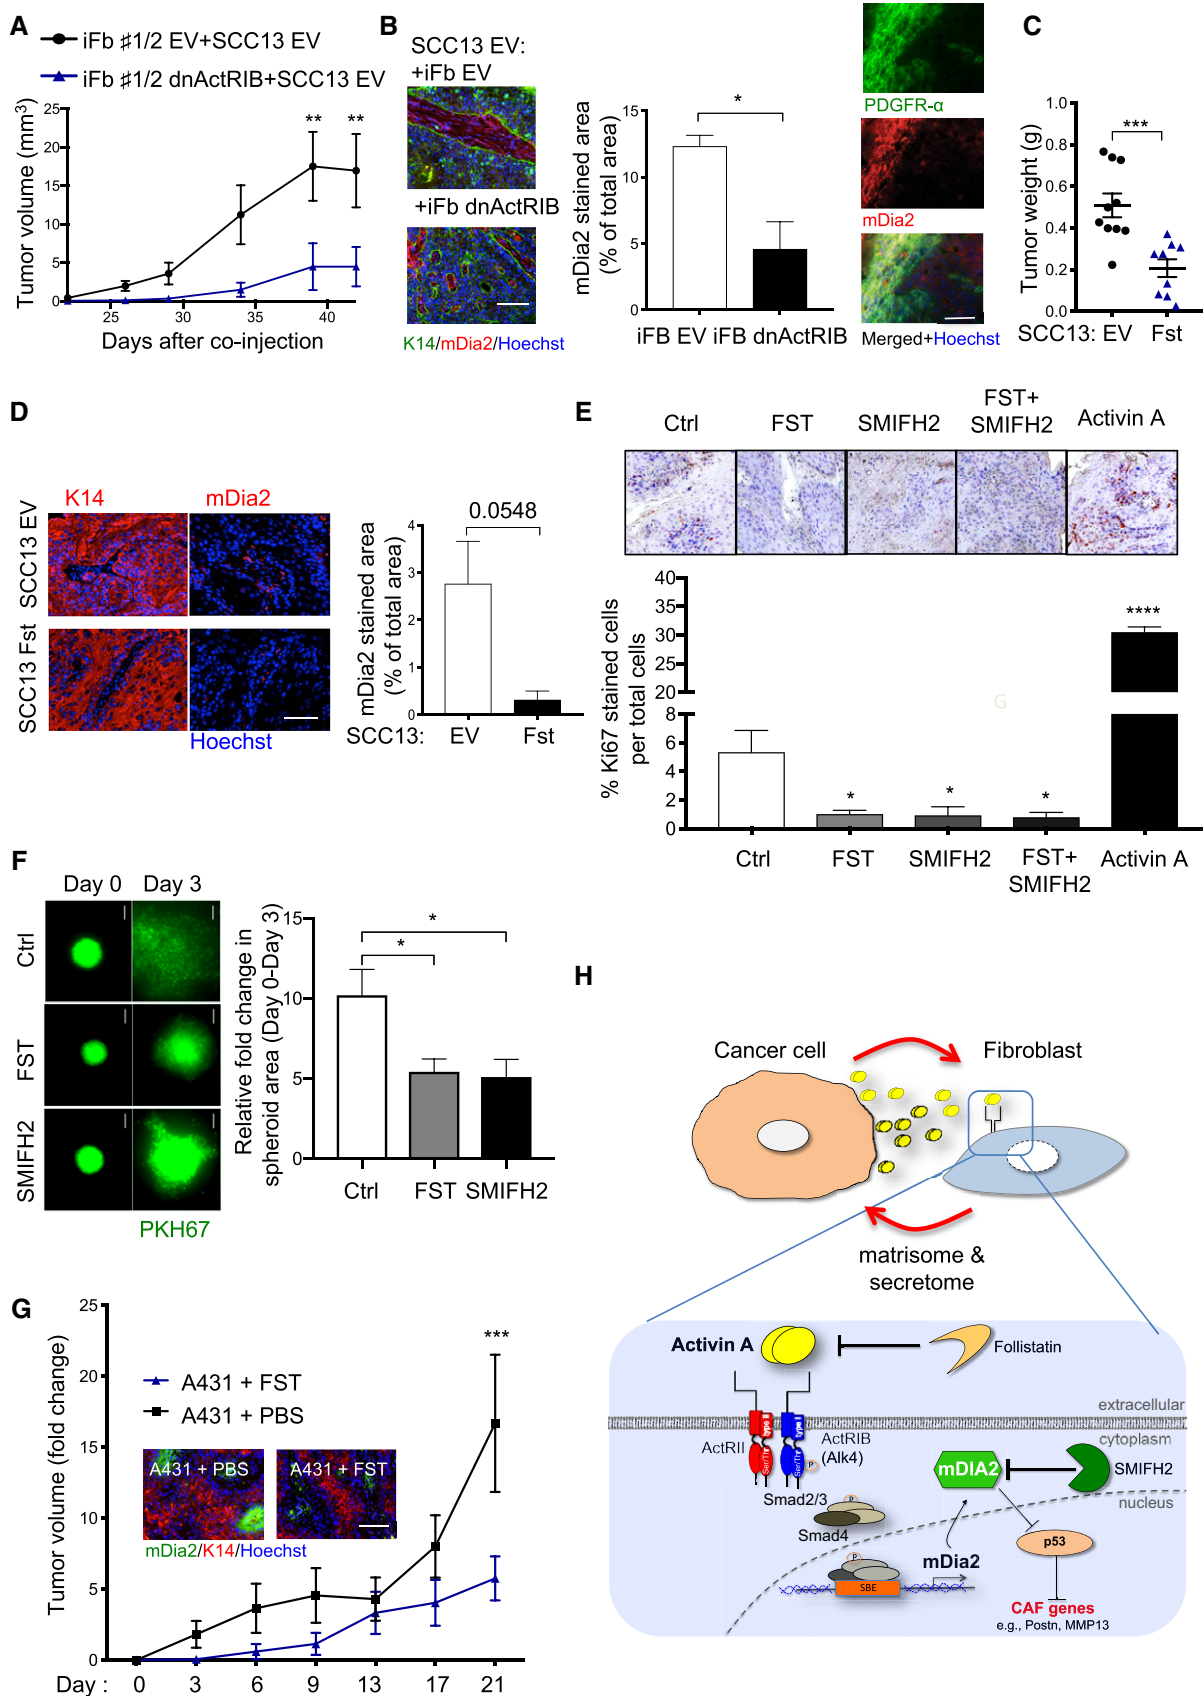 A
iFb ♯1/2 EV+SCC13 EV
iFb ♯1/2 dnActRIB+SCC13 EV
Tumor volume (mm3)
25
20
15
10
5
0
** **
25 30 35 40
Days after co-injection
B
SCC13 EV:
+iFb EV
+iFb dnActRIB
K14/mDia2/Hoechst
mDia2 stained area
(% of total area)
15
10
5
0
*
iFB EV iFB dnActRIB
PDGFR-α
mDia2
Merged+Hoechst
C
Tumor weight (g)
1.0
0.8
0.6
0.4
0.2
0.0
***
SCC13: EV Fst
D
K14 mDia2
SCC13 EV
SCC13 Fst
Hoechst
mDia2 stained area
(% of total area)
4
3
2
1
0
0.0548
SCC13: EV Fst
E
Ctrl FST SMIFH2 FST+
SMIFH2 Activin A
% Ki67 stained cells
per total cells
40
35
30
25
20
8
6
4
2
0
* * * ****
G
Ctrl FST SMIFH2 FST+
SMIFH2 Activin A
F
Day 0 Day 3
Ctrl
FST
SMIFH2
PKH67
Relative fold change in
spheroid area (Day 0-Day 3)
15
10
5
0
*
*
Ctrl FST SMIFH2
G
Tumor volume (fold change)
25
20
15
10
5
0
A431 + FST
A431 + PBS
***
A431 + PBS A431 + FST
mDia2/K14/Hoechst
Day : 0 3 6 9 13 17 21
H
Cancer cell Fibroblast
matrisome &
secretome
Activin A
Follistatin
extracellular
cytoplasm
type II type I
Ser/Thr Ser/Thr
ActRII
ActRIB
(Alk4)
P
mDIA2
SMIFH2
nucleus
Smad2/3
P
Smad4
P
SBE
mDia2
p53
CAF genes
e.g., Postn, MMP13